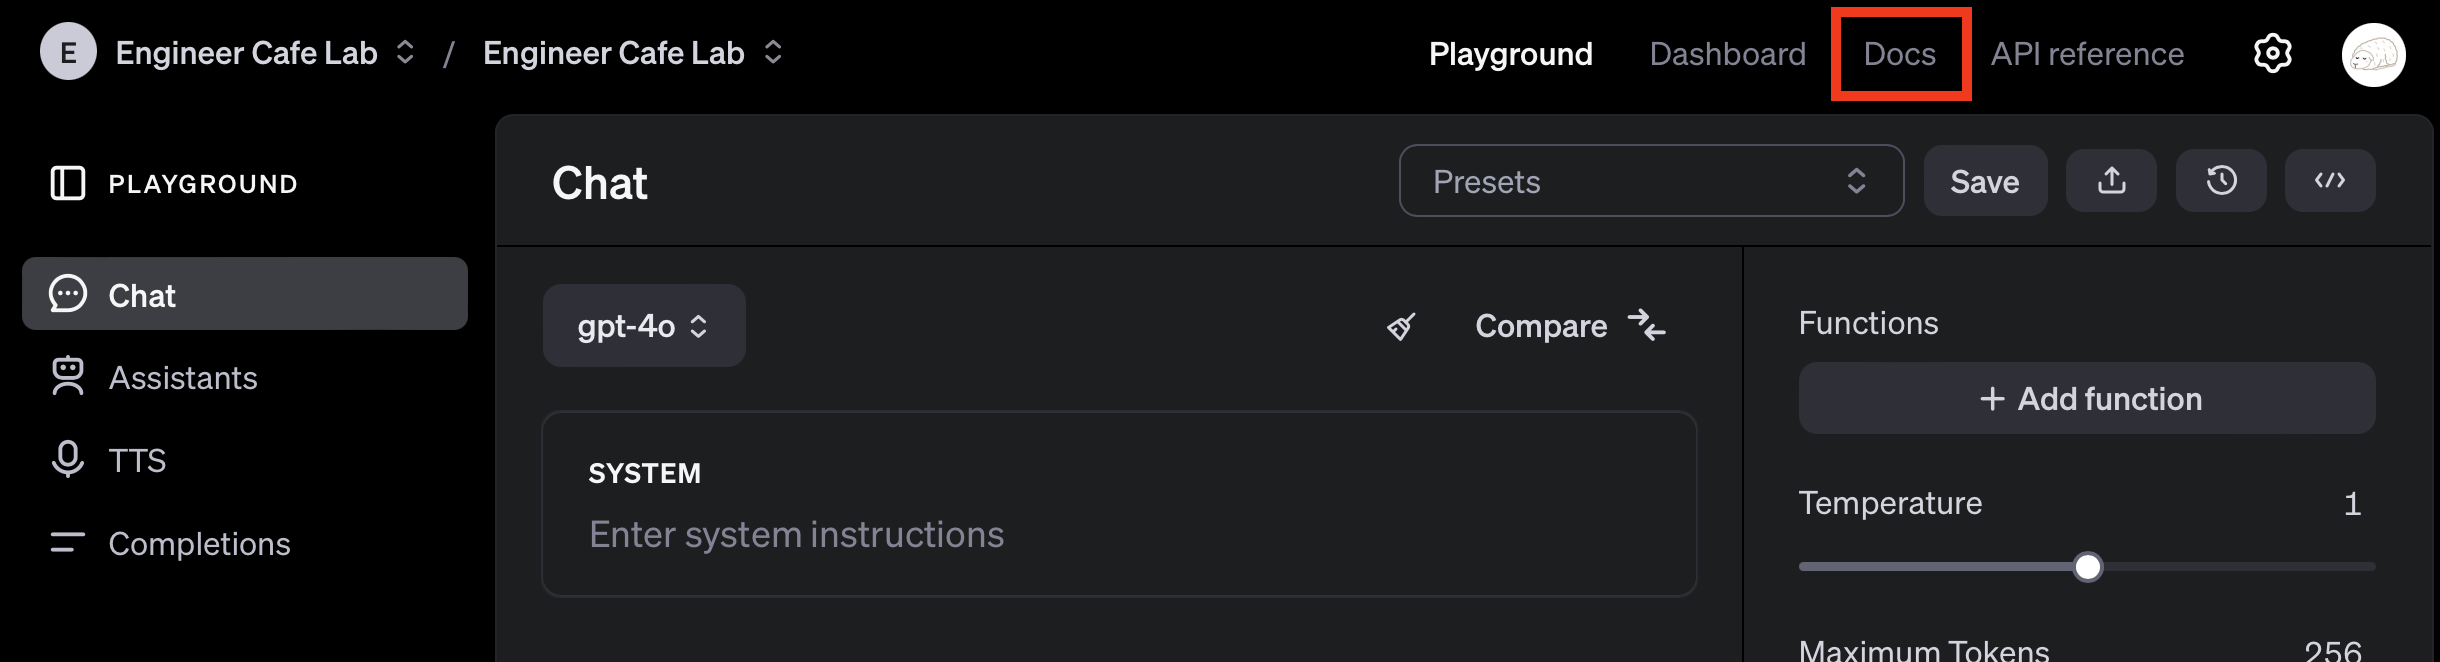 E Engineer Cafe Lab / Engineer Cafe Lab Playground Dashboard Docs API reference
PLAYGROUND
Chat
Assistants
TTS
Completions
Chat Presets Save
gpt-4o Compare
SYSTEM
Enter system instructions
Functions
+ Add function
Temperature 1
Maximum Tokens 256